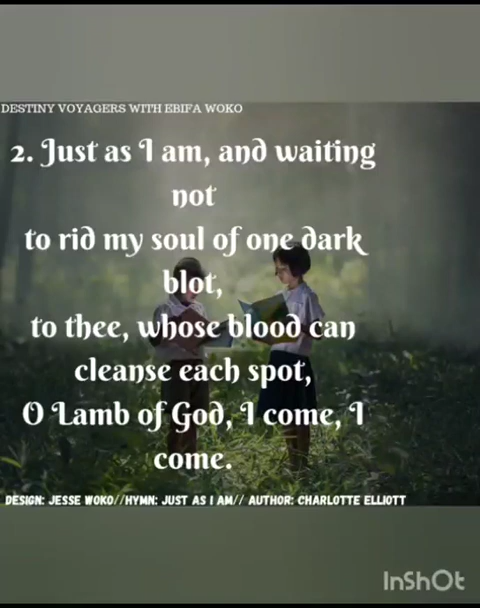 DESTINY VOYAGERS WITH EBIFA WOKO
2. Just as I am, and waiting
not
to rid my soul of one dark
blot,
to thee, whose blood can
cleanse each spot,
O Lamb of God, I come, I
come.
DESIGN: JESSE WOKO//HYMN: JUST AS I AM// AUTHOR: CHARLOTTE ELLIOTT
InShOt